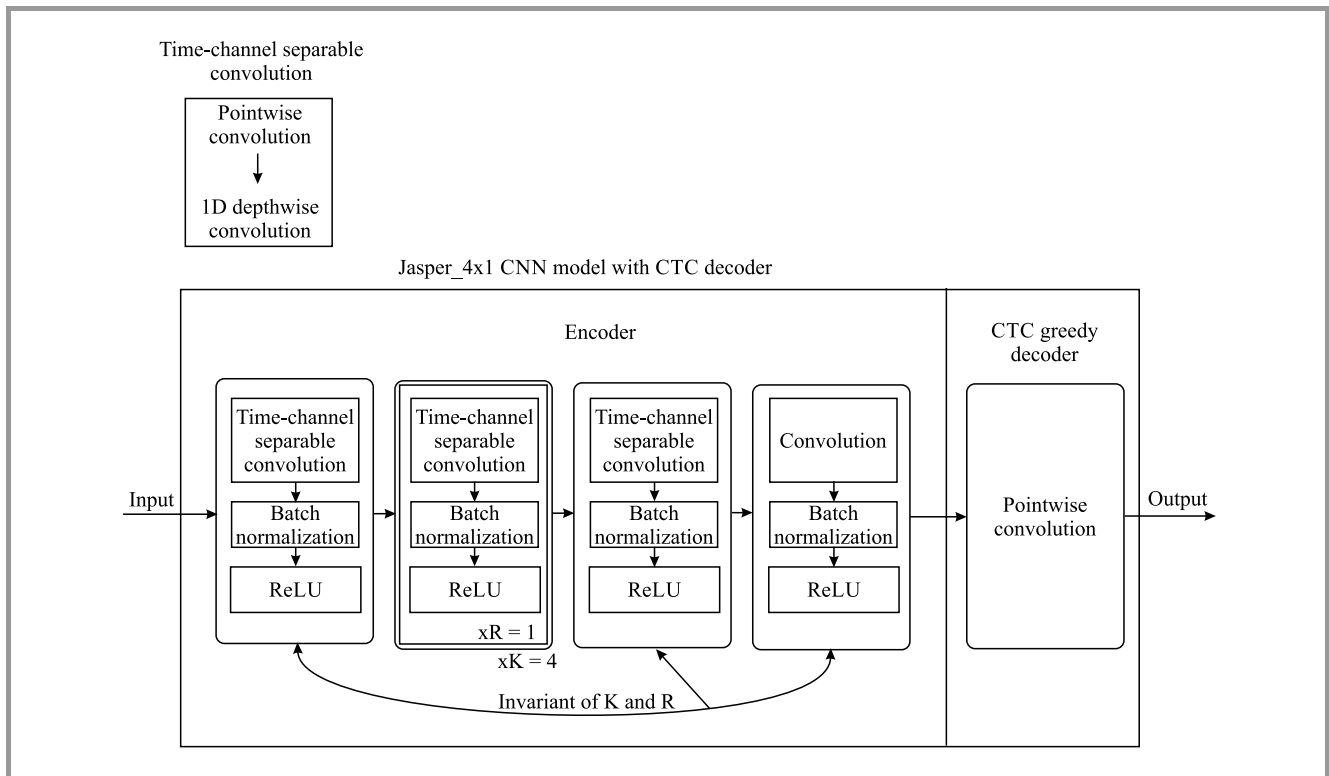 Time-channel separable
convolution
Pointwise
convolution
1D depthwise
convolution
Jasper_4x1 CNN model with CTC decoder
Encoder
CTC greedy
decoder
Input
Time-channel
separable
convolution
Batch
normalization
ReLU
Time-channel
separable
convolution
Batch
normalization
ReLU
xR = 1
xK = 4
Time-channel
separable
convolution
Batch
normalization
ReLU
Convolution
Batch
normalization
ReLU
Invariant of K and R
Pointwise
convolution
Output